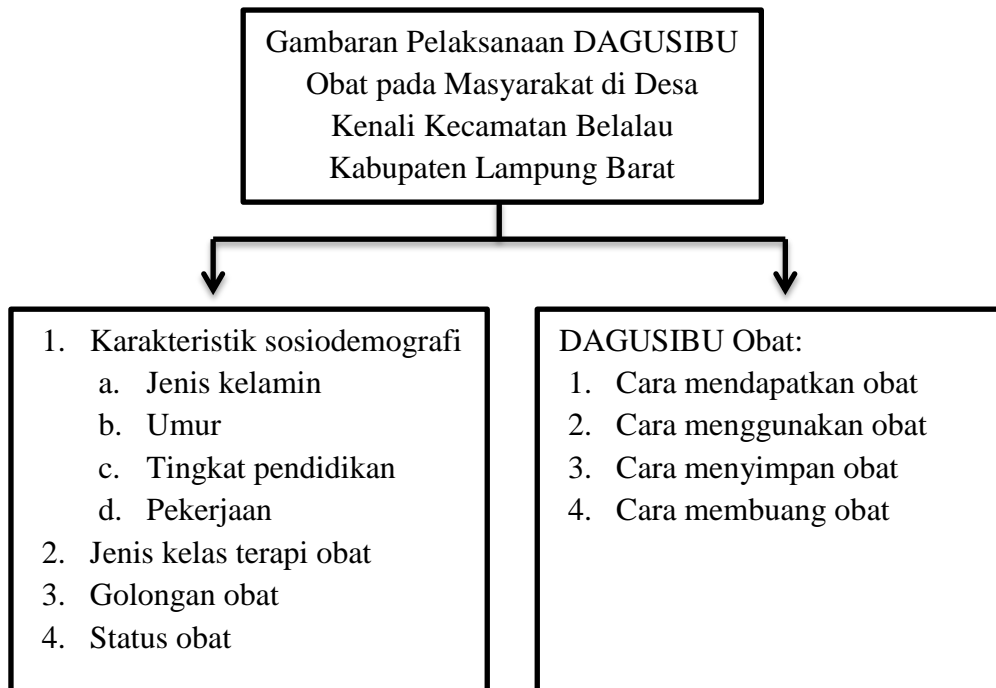 Gambaran Pelaksanaan DAGUSIBU
Obat pada Masyarakat di Desa
Kenali Kecamatan Belalau
Kabupaten Lampung Barat
1. Karakteristik sosiodemografi
a. Jenis kelamin
b. Umur
c. Tingkat pendidikan
d. Pekerjaan
2. Jenis kelas terapi obat
3. Golongan obat
4. Status obat
DAGUSIBU Obat:
1. Cara mendapatkan obat
2. Cara menggunakan obat
3. Cara menyimpan obat
4. Cara membuang obat